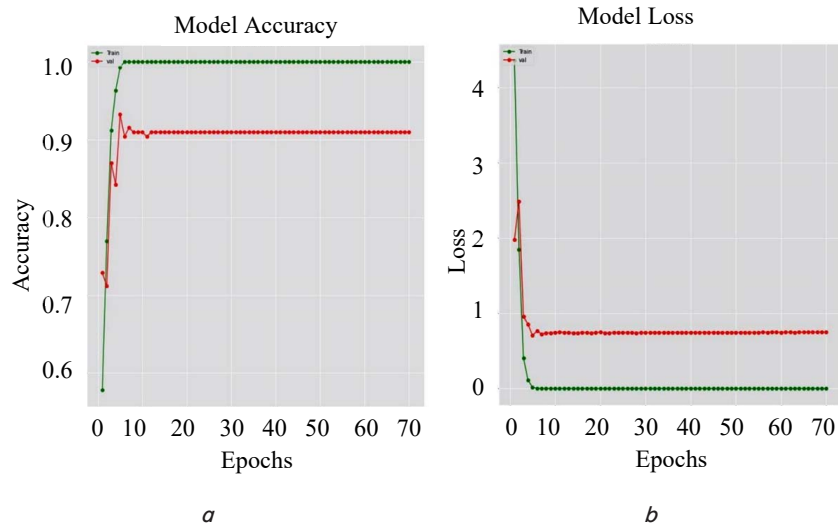 Model Accuracy
Train
val
1.0
0.9
0.8
0.7
0.6
Accuracy
0 10 20 30 40 50 60 70
Epochs
a
Model Loss
Train
val
4
3
2
1
0
Loss
0 10 20 30 40 50 60 70
Epochs
b